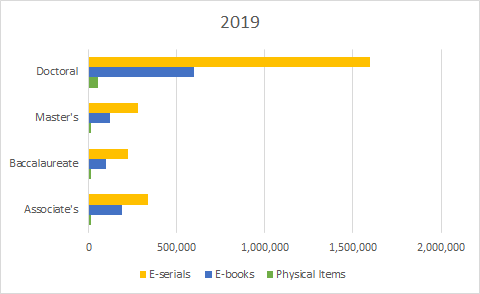 2019
Doctoral
Master's
Baccalaureate
Associate's
0 500,000 1,000,000 1,500,000 2,000,000
E-serials E-books Physical Items